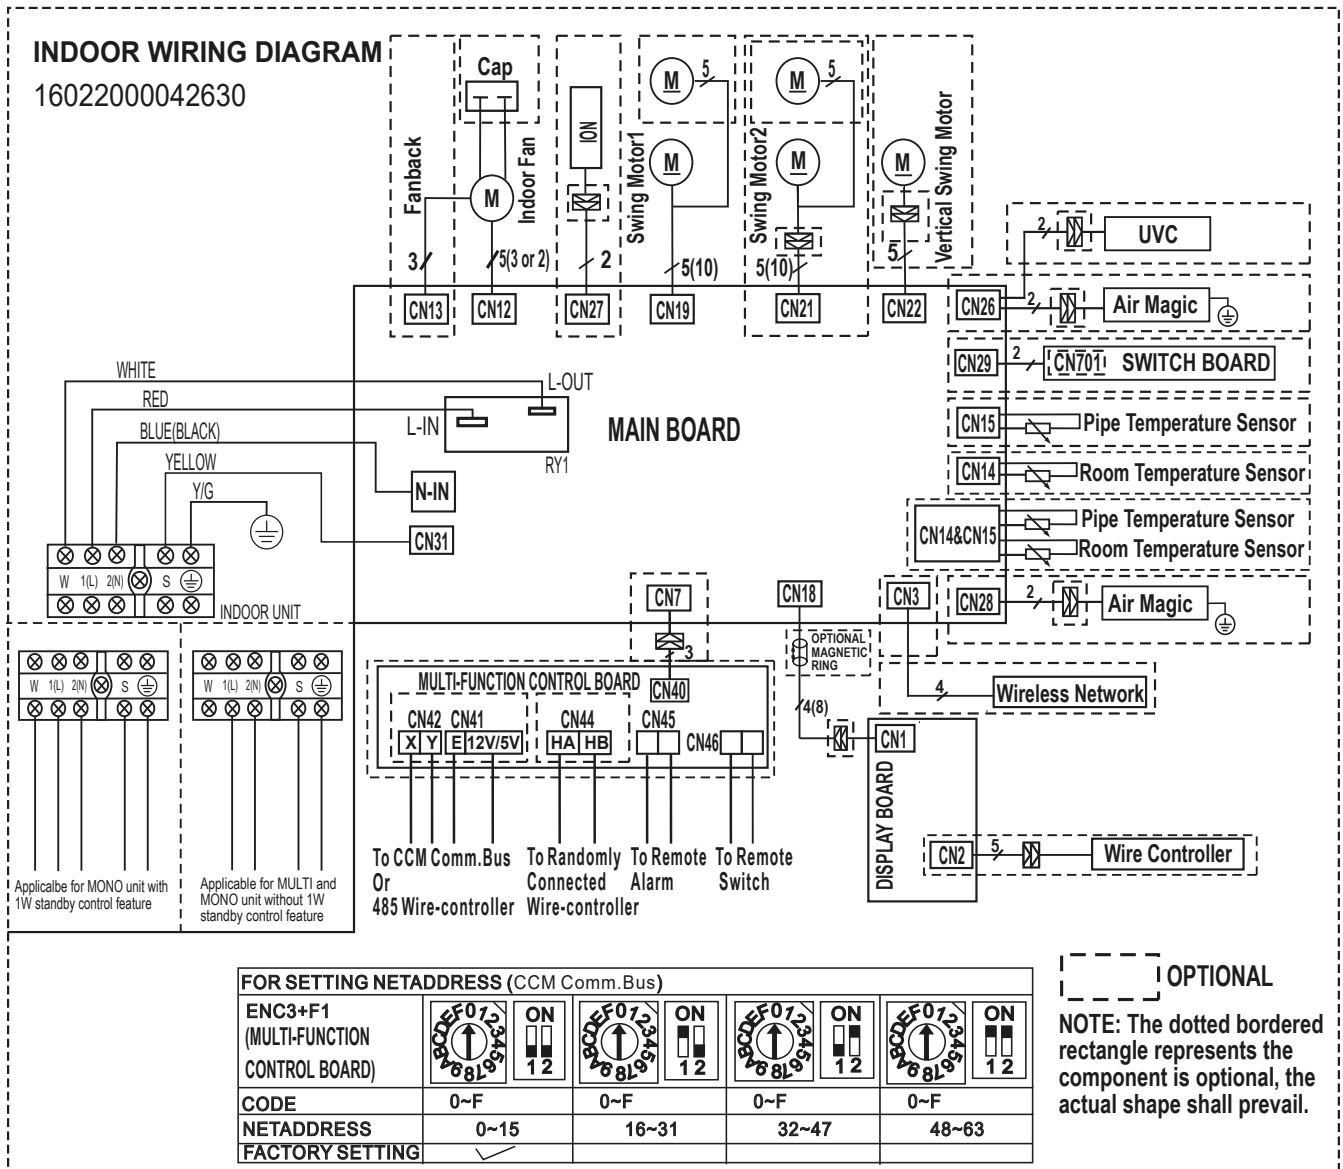 INDOOR WIRING DIAGRAM
16022000042630
Cap
Fanback
M
Indoor Fan
ION
Swing Motor1
M
5
M
Swing Motor2
M
5
M
Vertical Swing Motor
M
3
5(3 or 2)
2
5(10)
5(10)
5
CN13
CN12
CN27
CN19
CN21
CN22
2
UVC
CN26
2
Air Magic
CN29
2
CN701
SWITCH BOARD
CN15
Pipe Temperature Sensor
CN14
Room Temperature Sensor
CN14&CN15
Pipe Temperature Sensor
Room Temperature Sensor
CN28
2
Air Magic
WHITE
RED
BLUE(BLACK)
YELLOW
Y/G
L-OUT
L-IN
RY1
MAIN BOARD
N-IN
CN31
W 1(L) 2(N) S
INDOOR UNIT
W 1(L) 2(N) S
W 1(L) 2(N) S
Applicalbe for MONO unit with
1W standby control feature
Applicable for MULTI and
MONO unit without 1W
standby control feature
CN7
3
CN18
OPTIONAL
MAGNETIC
RING
4(8)
CN3
4
Wireless Network
MULTI-FUNCTION CONTROL BOARD
CN40
CN42 CN41 CN44 CN45
CN46
X Y E 12V/5V HA HB
To CCM Comm.Bus
Or
485 Wire-controller
To Randomly
Connected
Wire-controller
To Remote
Alarm
To Remote
Switch
CN1
DISPLAY BOARD
CN2
5
Wire Controller
FOR SETTING NETADDRESS (CCM Comm.Bus)
ENC3+F1
(MULTI-FUNCTION
CONTROL BOARD)
0123456789ABCDEF
ON
1 2
0123456789ABCDEF
ON
1 2
0123456789ABCDEF
ON
1 2
0123456789ABCDEF
ON
1 2
CODE 0~F 0~F 0~F 0~F
NETADDRESS 0~15 16~31 32~47 48~63
FACTORY SETTING
OPTIONAL
NOTE: The dotted bordered
rectangle represents the
component is optional, the
actual shape shall prevail.